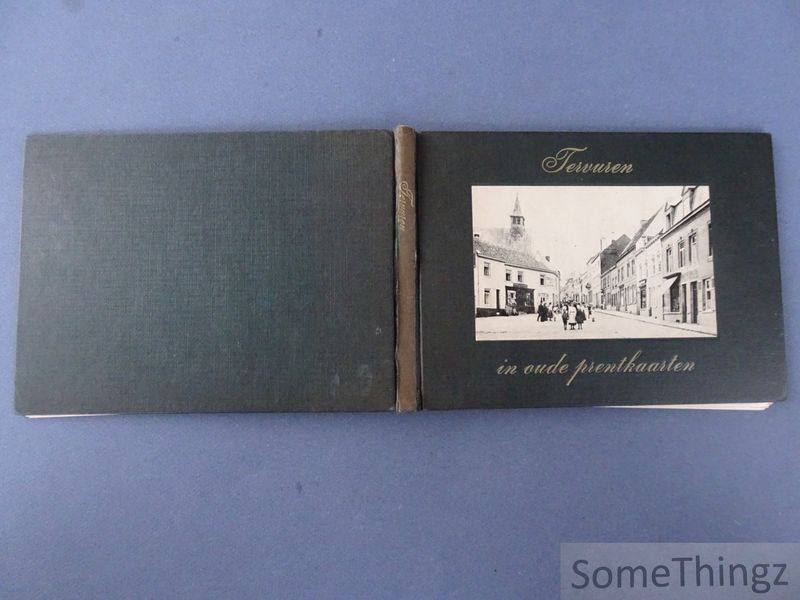 Tervuren
Tervuren
in oude prentkaarten
SomeThingz